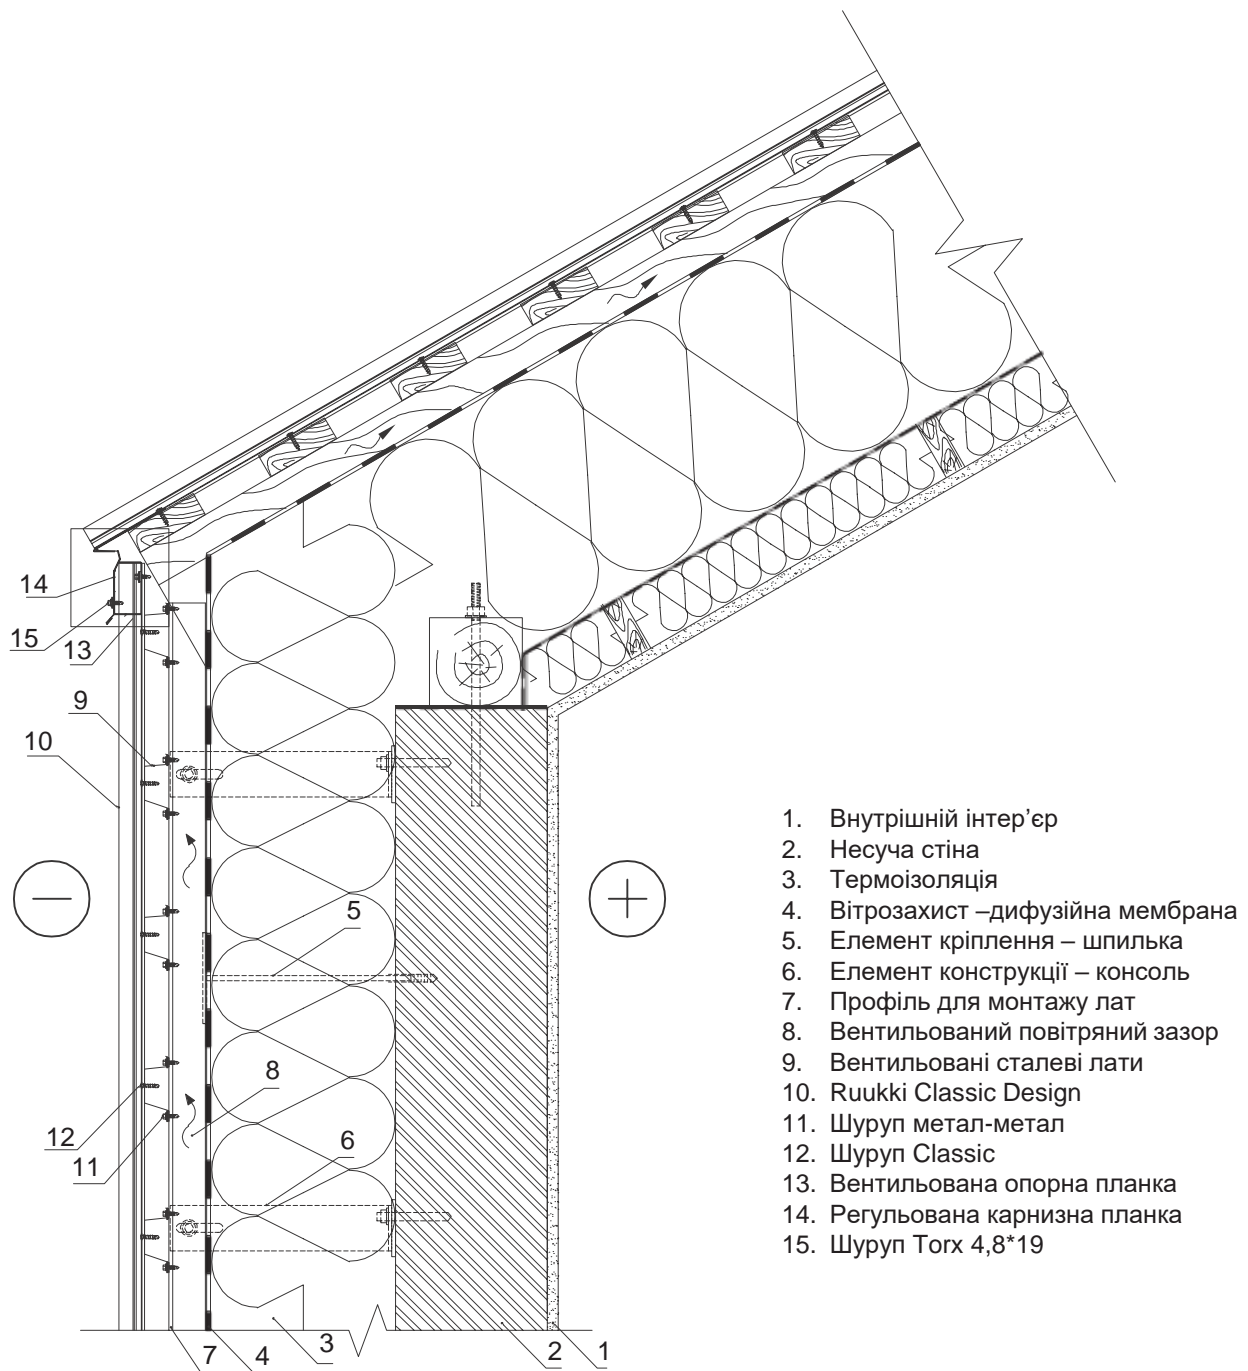 14
15
13
9
10
5
8
12
11
6
7
4
3
2
1
1. Внутрішній інтер’єр
2. Несуча стіна
3. Термоізоляція
4. Вітрозахист –дифузійна мембрана
5. Елемент кріплення – шпилька
6. Елемент конструкції – консоль
7. Профіль для монтажу лат
8. Вентильований повітряний зазор
9. Вентильовані сталеві лати
10. Ruukki Classic Design
11. Шуруп метал-метал
12. Шуруп Classic
13. Вентильована опорна планка
14. Регульована карнизна планка
15. Шуруп Torx 4,8*19